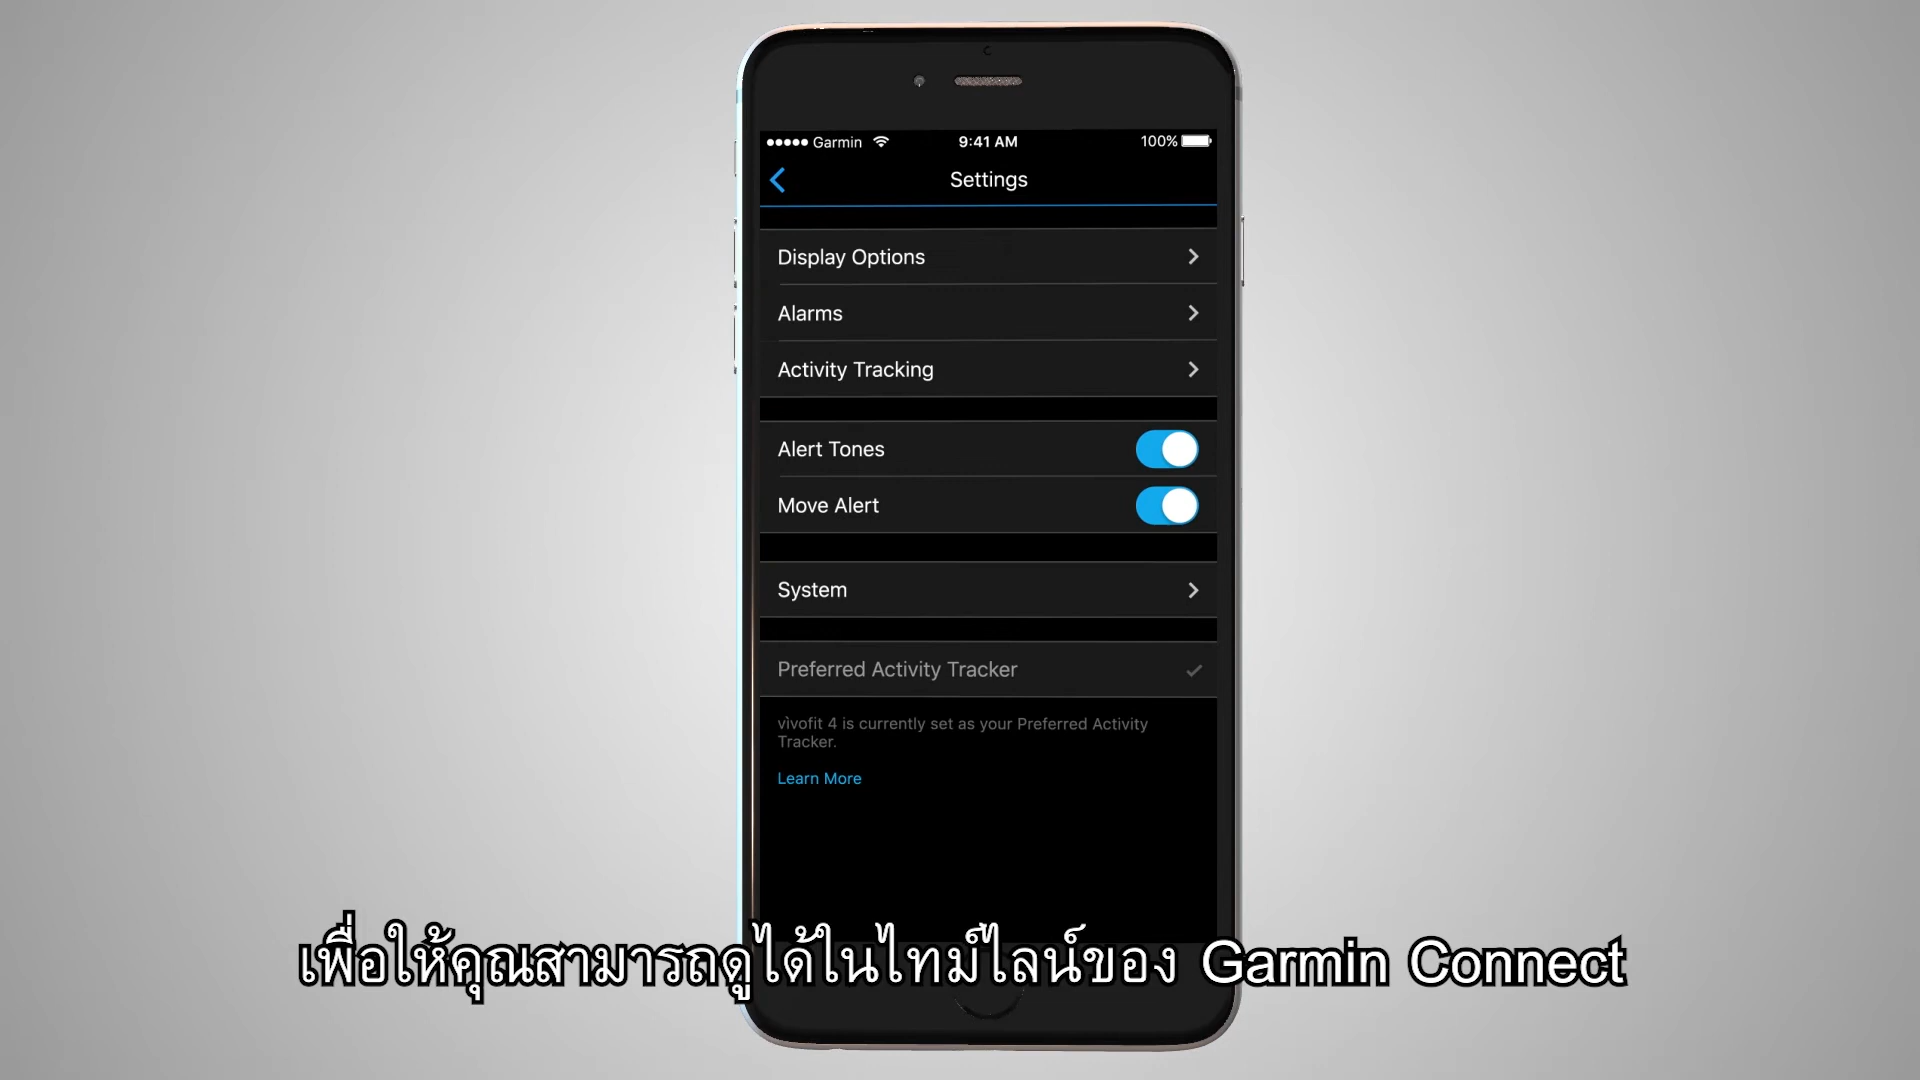 Garmin 9:41 AM 100%
Settings
Display Options
Alarms
Activity Tracking
Alert Tones
Move Alert
System
Preferred Activity Tracker
vívofit 4 is currently set as your Preferred Activity
Tracker.
Learn More
เพื่อให้คุณสามารถดูได้ในไทม์ไลน์ของ Garmin Connect